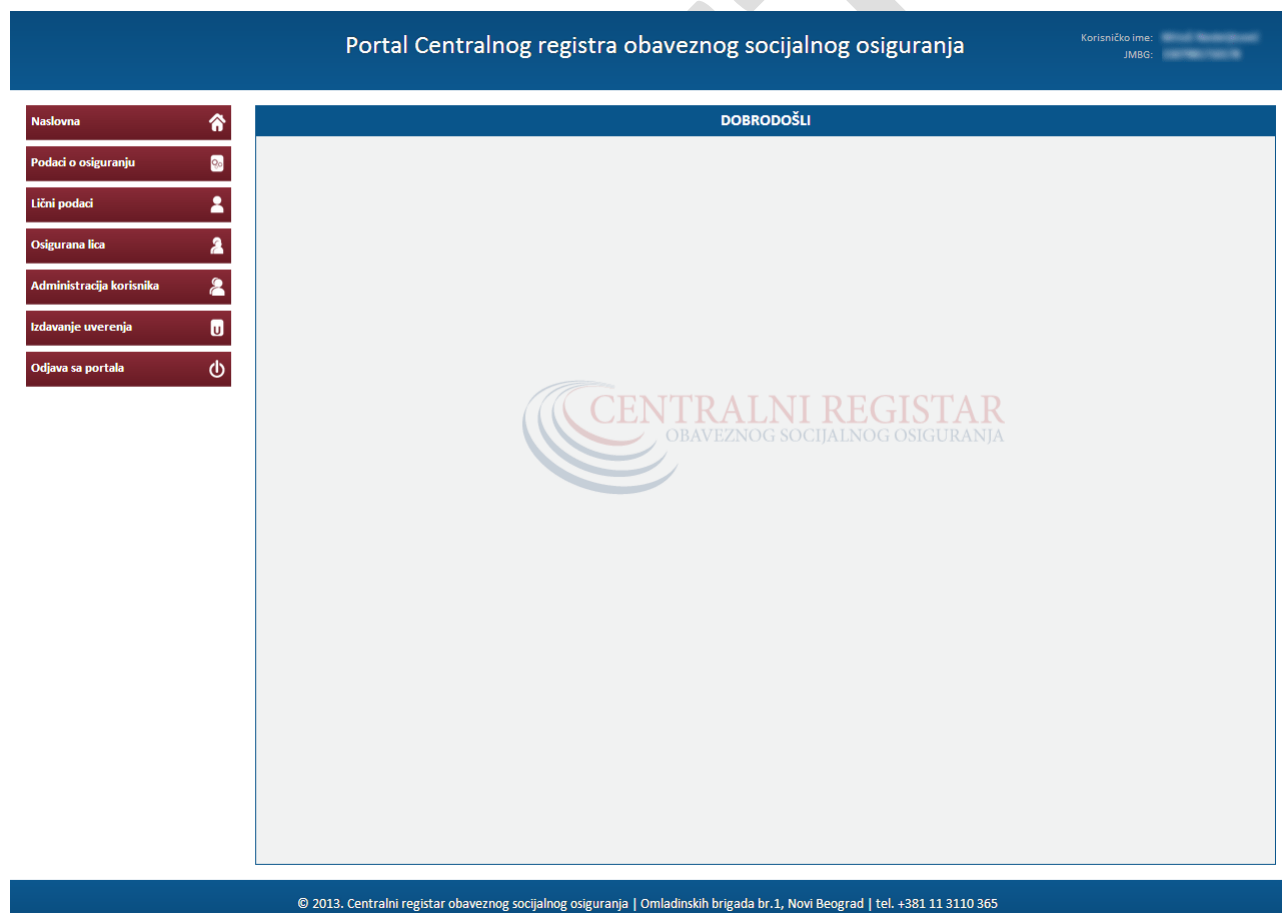 Portal Centralnog registra obaveznog socijalnog osiguranja
Korisničko ime:
JMBG:
Naslovna
Podaci o osiguranju
Lični podaci
Osigurana lica
Administracija korisnika
Izdavanje uverenja
Odjava sa portala
DOBRODOŠLI
CENTRALNI REGISTAR
OBAVEZNOG SOCIJALNOG OSIGURANJA
© 2013. Centralni registar obaveznog socijalnog osiguranja | Omladinskih brigada br.1, Novi Beograd | tel. +381 11 3110 365